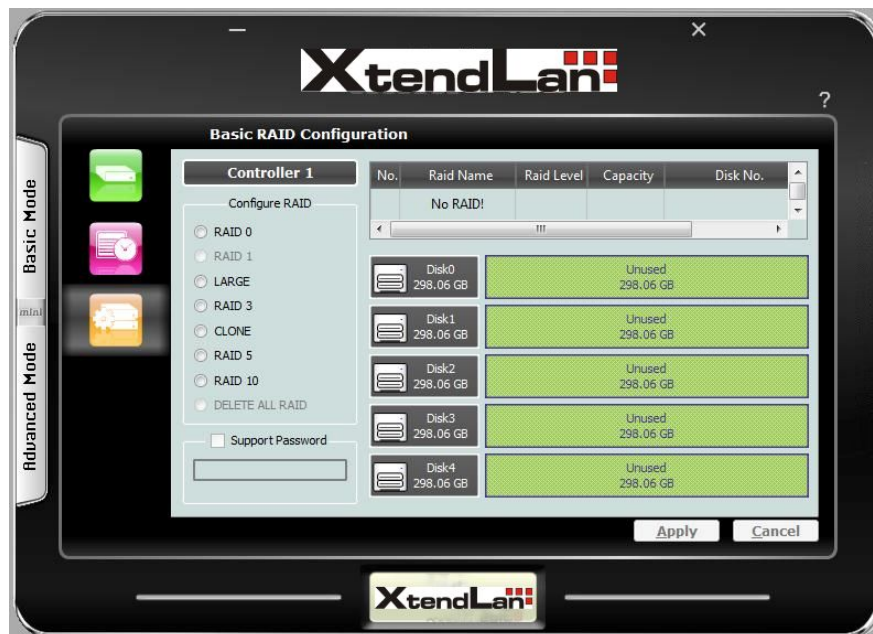 XtendLan
?
Basic RAID Configuration
Basic Mode
mini
Advanced Mode
Controller 1
Configure RAID
RAID 0
RAID 1
LARGE
RAID 3
CLONE
RAID 5
RAID 10
DELETE ALL RAID
Support Password
No. Raid Name Raid Level Capacity Disk No.
No RAID!
Disk0 Unused
298.06 GB 298.06 GB
Disk1 Unused
298.06 GB 298.06 GB
Disk2 Unused
298.06 GB 298.06 GB
Disk3 Unused
298.06 GB 298.06 GB
Disk4 Unused
298.06 GB 298.06 GB
Apply Cancel
XtendLan